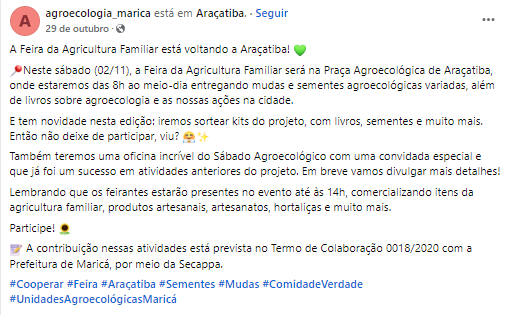 A
agroecologia_marica está em Araçatiba. · Seguir
29 de outubro ·
A Feira da Agricultura Familiar está voltando a Araçatiba! 💚
📍Neste sábado (02/11), a Feira da Agricultura Familiar será na Praça Agroecológica de Araçatiba,
onde estaremos das 8h ao meio-dia entregando mudas e sementes agroecológicas variadas, além
de livros sobre agroecologia e as nossas ações na cidade.
E tem novidade nesta edição: iremos sortear kits do projeto, com livros, sementes e muito mais.
Então não deixe de participar, viu? 🤗✨
Também teremos uma oficina incrível do Sábado Agroecológico com uma convidada especial e
que já foi um sucesso em atividades anteriores do projeto. Em breve vamos divulgar mais detalhes!
Lembrando que os feirantes estarão presentes no evento até às 14h, comercializando itens da
agricultura familiar, produtos artesanais, artesanatos, hortaliças e muito mais.
Participe! 🌻
📝 A contribuição nessas atividades está prevista no Termo de Colaboração 0018/2020 com a
Prefeitura de Maricá, por meio da Secappa.
#Cooperar #Feira #Araçatiba #Sementes #Mudas #ComidadeVerdade
#UnidadesAgroecológicasMaricá